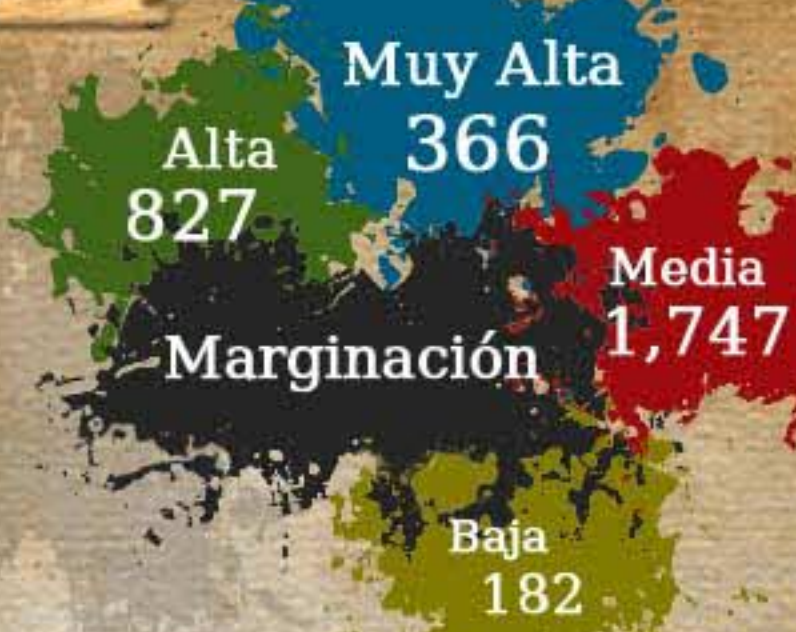 Muy Alta
366
Alta
827
Media
1,747
Marginación
Baja
182